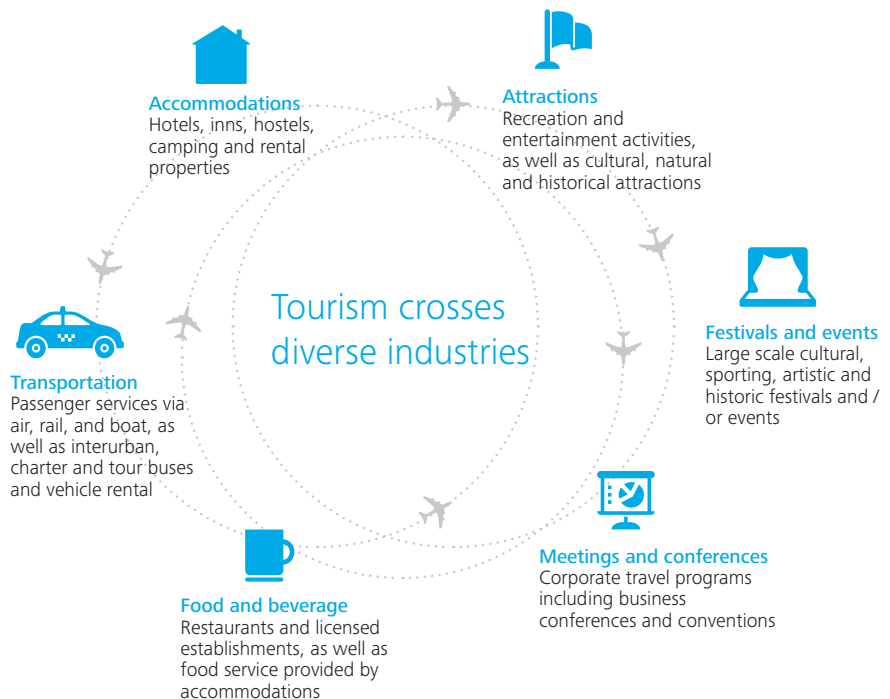 Accommodations
Hotels, inns, hostels,
camping and rental
properties
Attractions
Recreation and
entertainment activities,
as well as cultural, natural
and historical attractions
Tourism crosses
diverse industries
Festivals and events
Large scale cultural,
sporting, artistic and
historic festivals and /
or events
Transportation
Passenger services via
air, rail, and boat, as
well as interurban,
charter and tour buses
and vehicle rental
Meetings and conferences
Corporate travel programs
including business
conferences and conventions
Food and beverage
Restaurants and licensed
establishments, as well as
food service provided by
accommodations